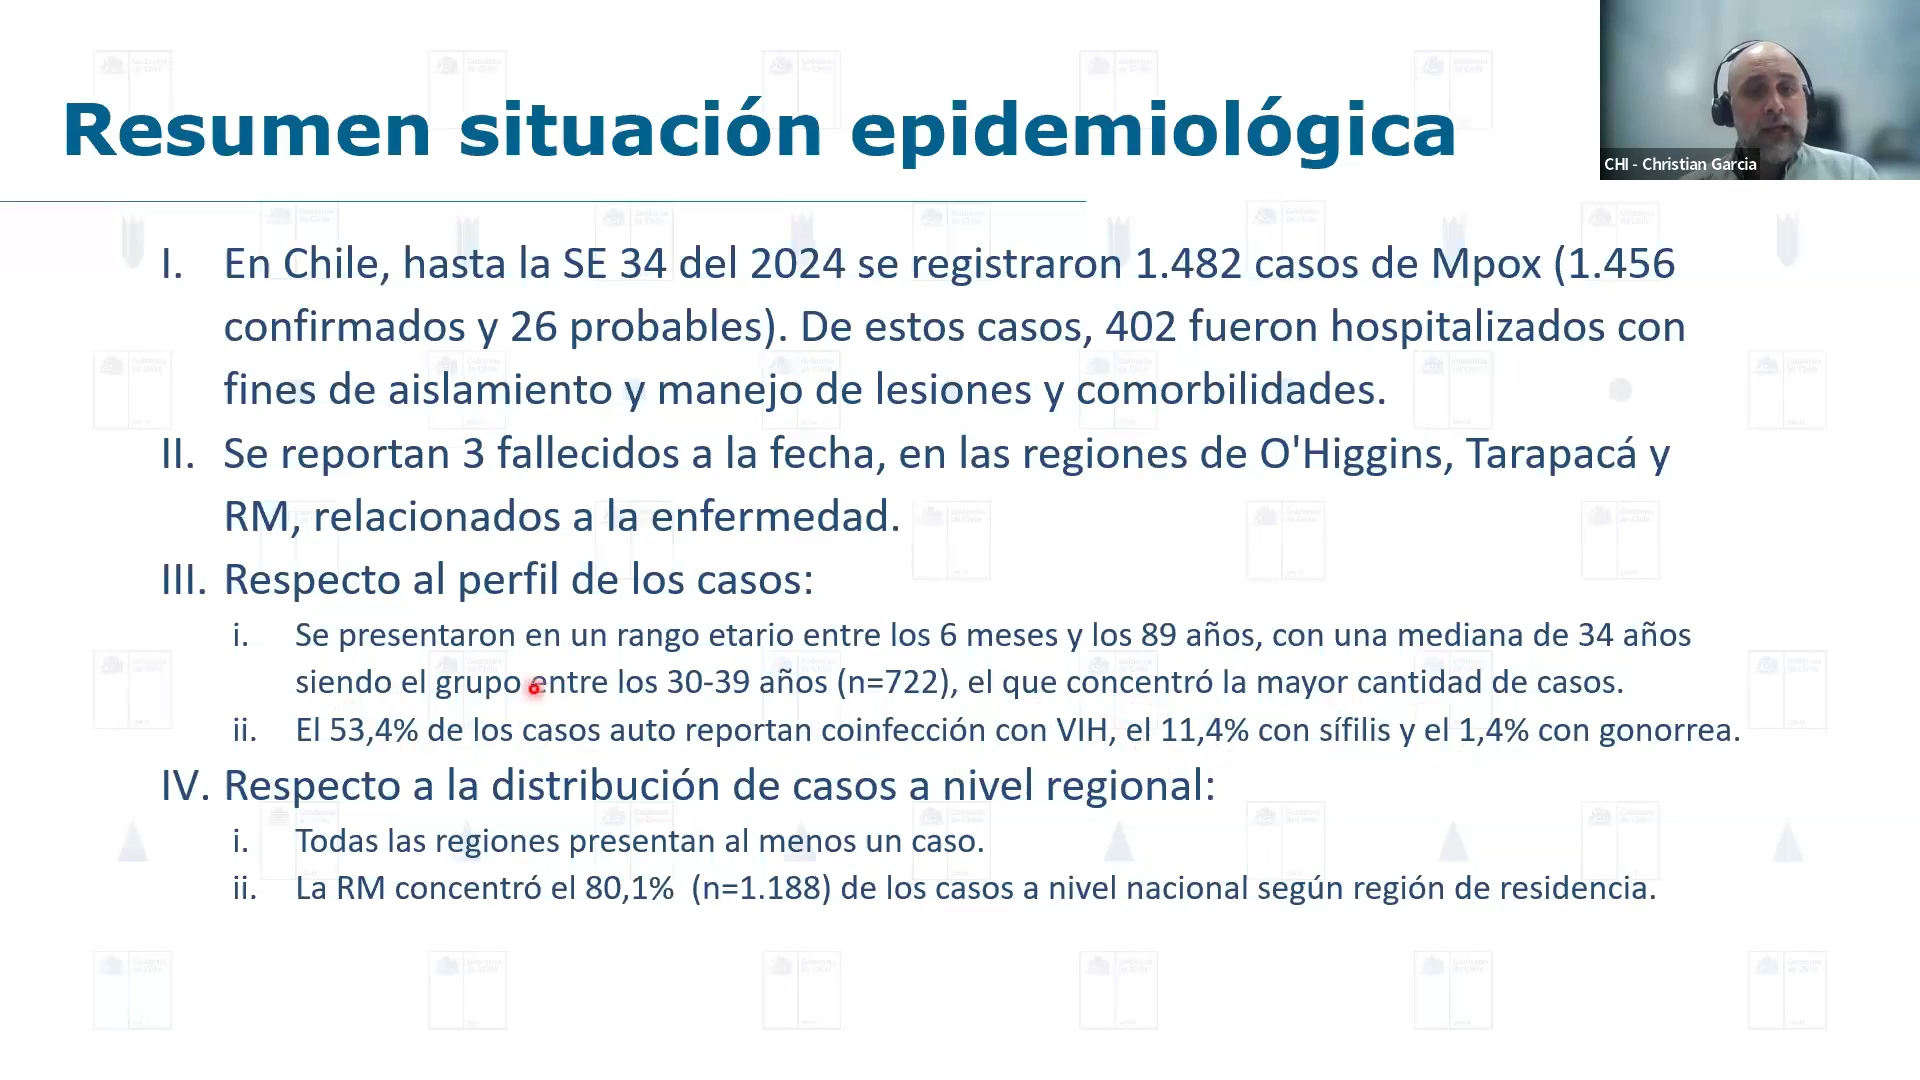 Resumen situación epidemiológica
CHI - Christian Garcia
I. En Chile, hasta la SE 34 del 2024 se registraron 1.482 casos de Mpox (1.456
confirmados y 26 probables). De estos casos, 402 fueron hospitalizados con
fines de aislamiento y manejo de lesiones y comorbilidades.
II. Se reportan 3 fallecidos a la fecha, en las regiones de O'Higgins, Tarapacá y
RM, relacionados a la enfermedad.
III. Respecto al perfil de los casos:
i. Se presentaron en un rango etario entre los 6 meses y los 89 años, con una mediana de 34 años
siendo el grupo entre los 30-39 años (n=722), el que concentró la mayor cantidad de casos.
ii. El 53,4% de los casos auto reportan coinfección con VIH, el 11,4% con sífilis y el 1,4% con gonorrea.
IV. Respecto a la distribución de casos a nivel regional:
i. Todas las regiones presentan al menos un caso.
ii. La RM concentró el 80,1% (n=1.188) de los casos a nivel nacional según región de residencia.